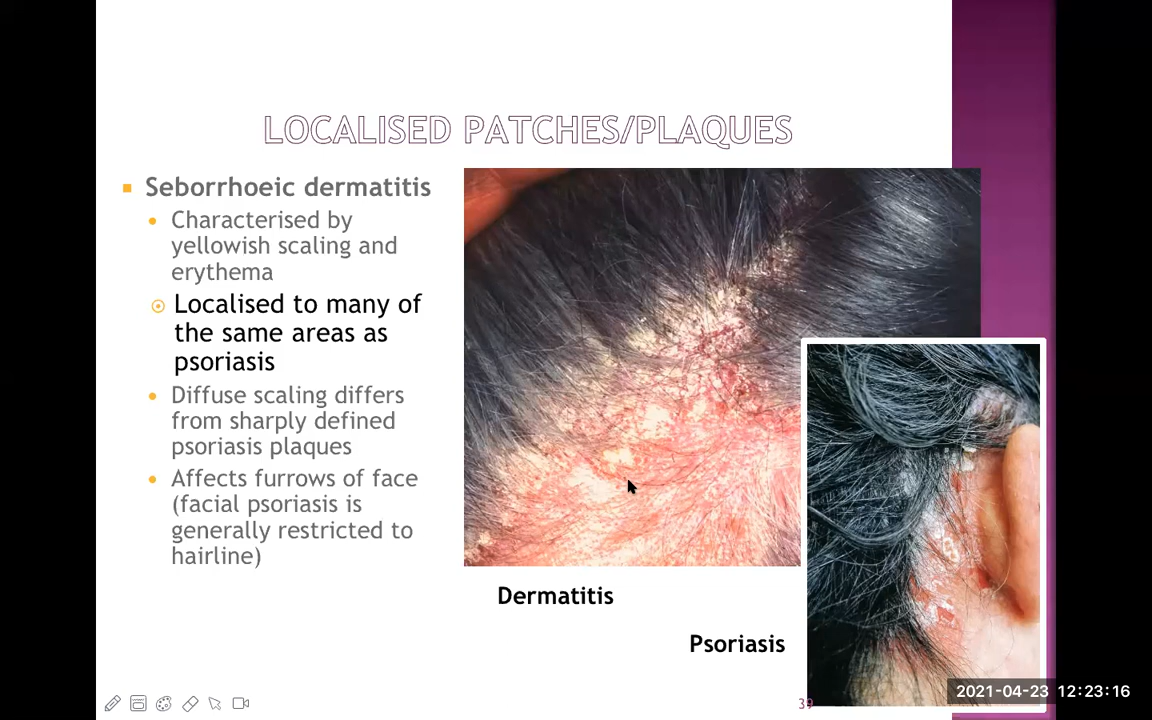 LOCALISED PATCHES/PLAQUES
Seborrhoeic dermatitis
Characterised by
yellowish scaling and
erythema
Localised to many of
the same areas as
psoriasis
Diffuse scaling differs
from sharply defined
psoriasis plaques
Affects furrows of face
(facial psoriasis is
generally restricted to
hairline)
Dermatitis
Psoriasis
39
2021-04-23 12:23:16